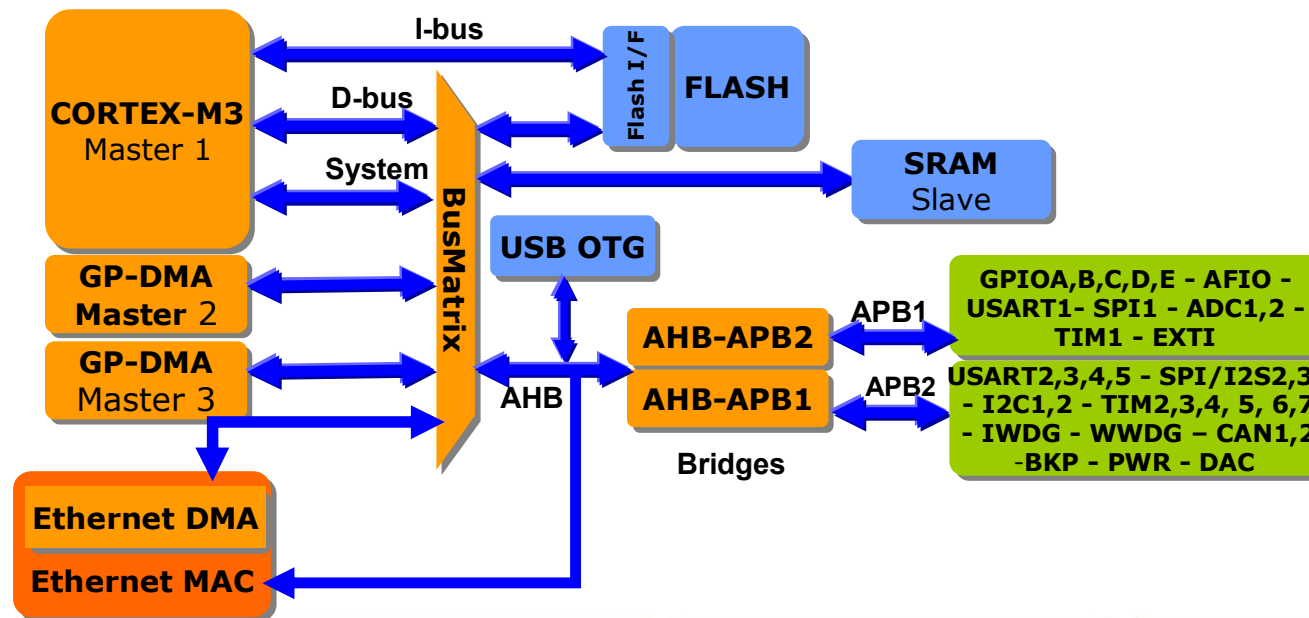 I-bus
CORTEX-M3
Master 1
D-bus
System
Flash I/F
FLASH
SRAM
Slave
BusMatrix
USB OTG
GP-DMA
Master 2
GP-DMA
Master 3
AHB
AHB-APB2
AHB-APB1
Bridges
APB1
APB2
GPIOA,B,C,D,E - AFIO -
USART1- SPI1 - ADC1,2 -
TIM1 - EXTI
USART2,3,4,5 - SPI/I2S2,3
- I2C1,2 - TIM2,3,4, 5, 6,7
- IWDG - WWDG – CAN1,2
-BKP - PWR - DAC
Ethernet DMA
Ethernet MAC